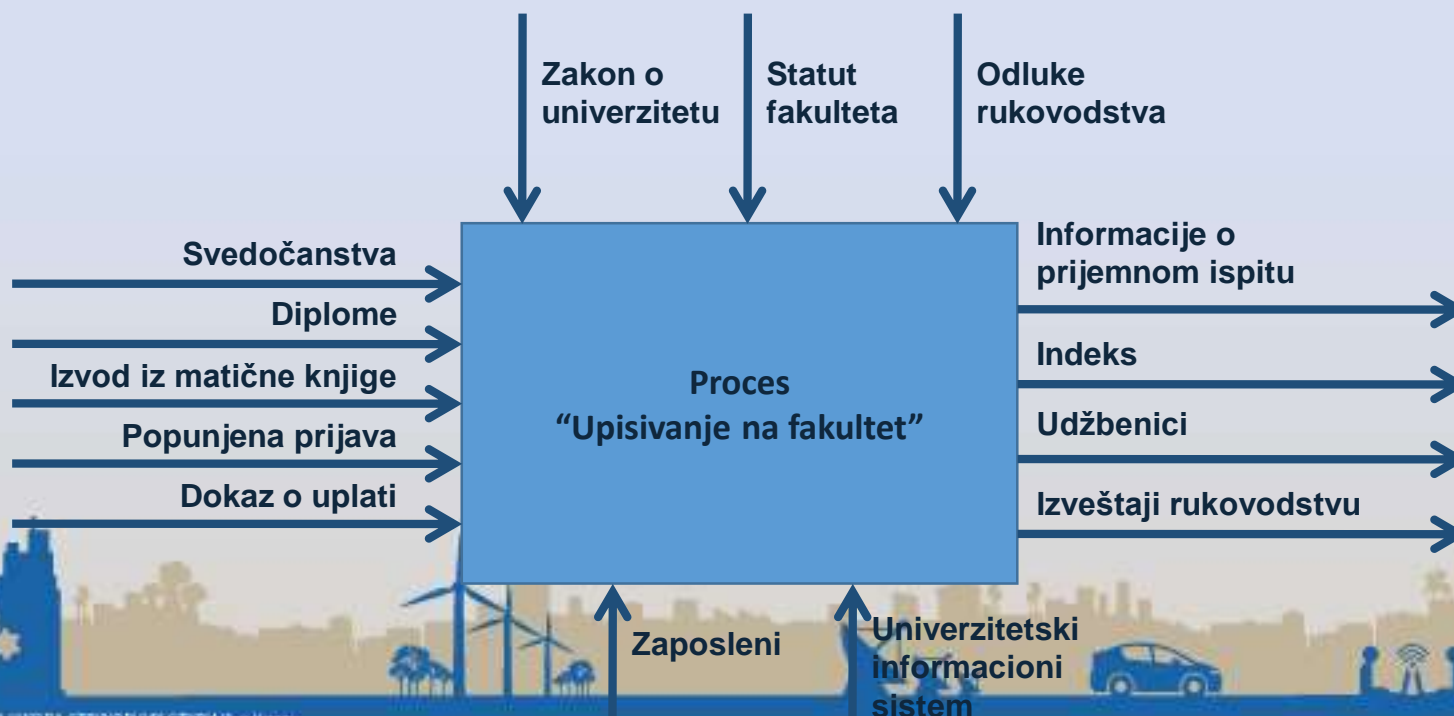 Zakon o
univerzitetu
Statut
fakulteta
Odluke
rukovodstva
Svedočanstva
Diplome
Izvod iz matične knjige
Popunjena prijava
Dokaz o uplati
Proces
“Upisivanje na fakultet”
Informacije o
prijemnom ispitu
Indeks
Udžbenici
Izveštaji rukovodstvu
Zaposleni
Univerzitetski
informacioni
sistem